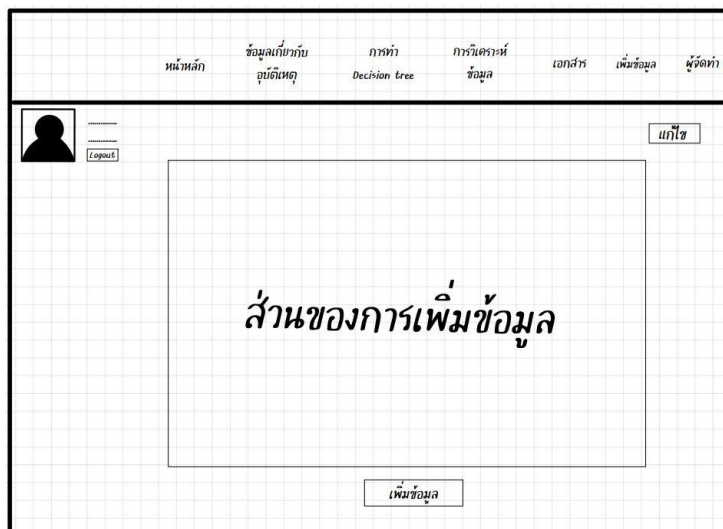 หน้าหลัก
ข้อมูลเกี่ยวกับ
อุบัติเหตุ
การทำ
Decision tree
การวิเคราะห์
ข้อมูล
เอกสาร
เพิ่มข้อมูล
ผู้จัดทำ
Logout
แก้ไข
ส่วนของการเพิ่มข้อมูล
เพิ่มข้อมูล